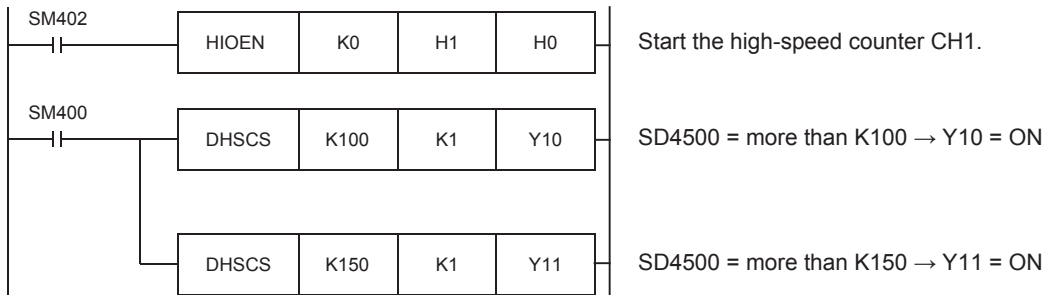 SM402
HIOEN K0 H1 H0 Start the high-speed counter CH1.
SM400
DHSCS K100 K1 Y10 SD4500 = more than K100 → Y10 = ON
DHSCS K150 K1 Y11 SD4500 = more than K150 → Y11 = ON